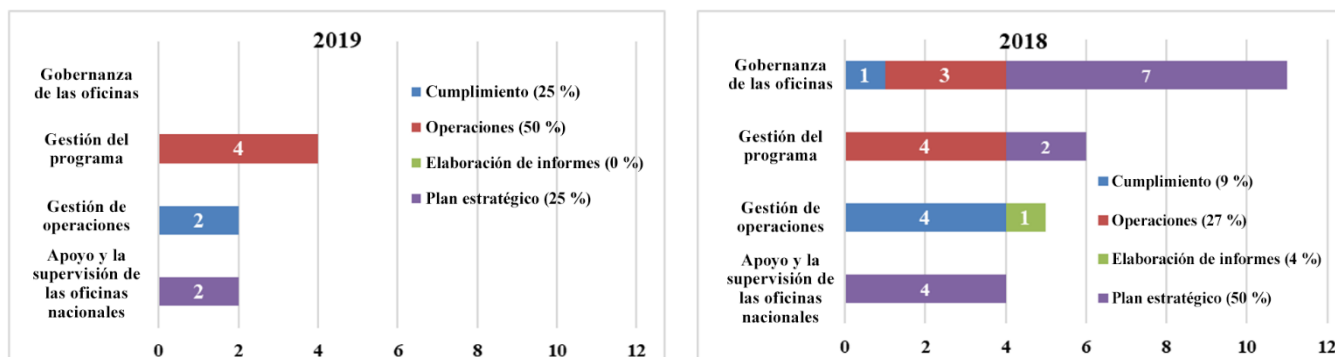 2019
Gobernanza
de las oficinas
Gestión del
programa
4
Gestión de
operaciones
2
Apoyo y la
supervisión de
las oficinas
nacionales
2
Cumplimiento (25 %)
Operaciones (50 %)
Elaboración de informes (0 %)
Plan estratégico (25 %)
0 2 4 6 8 10 12
2018
Gobernanza
de las oficinas
1 3 7
Gestión del
programa
4 2
Gestión de
operaciones
4 1
Apoyo y la
supervisión de
las oficinas
nacionales
4
Cumplimiento (9 %)
Operaciones (27 %)
Elaboración de informes (4 %)
Plan estratégico (50 %)
0 2 4 6 8 10 12